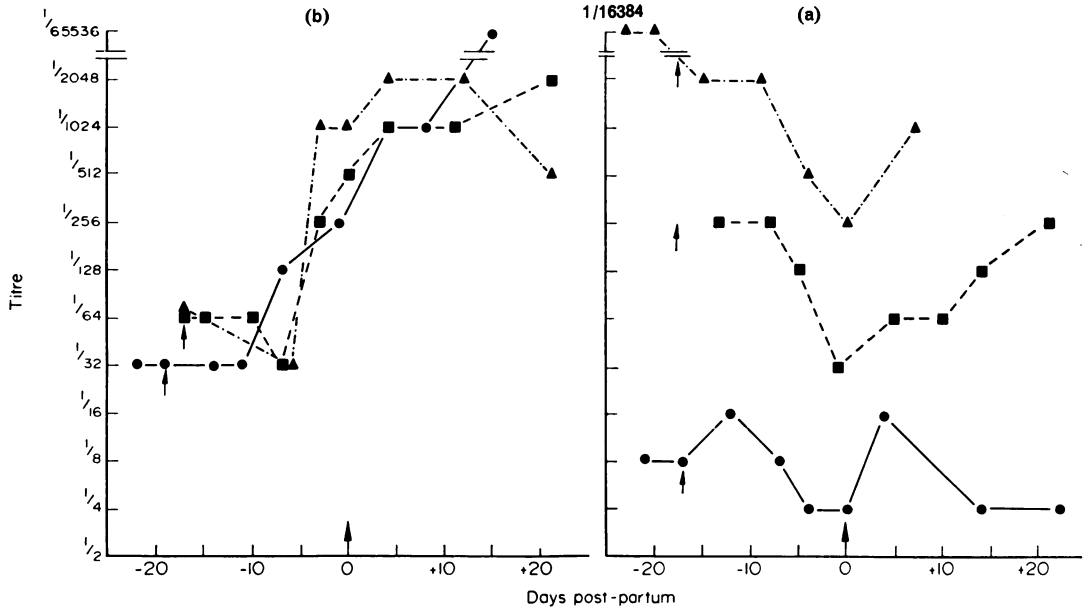 (b)
1/16384
(a)
1/65536
1/2048
1/1024
1/512
1/256
1/128
1/64
1/32
1/16
1/8
1/4
1/2
Titre
-20 -10 0 +10 +20
-20 -10 0 +10 +20
Days post-partum